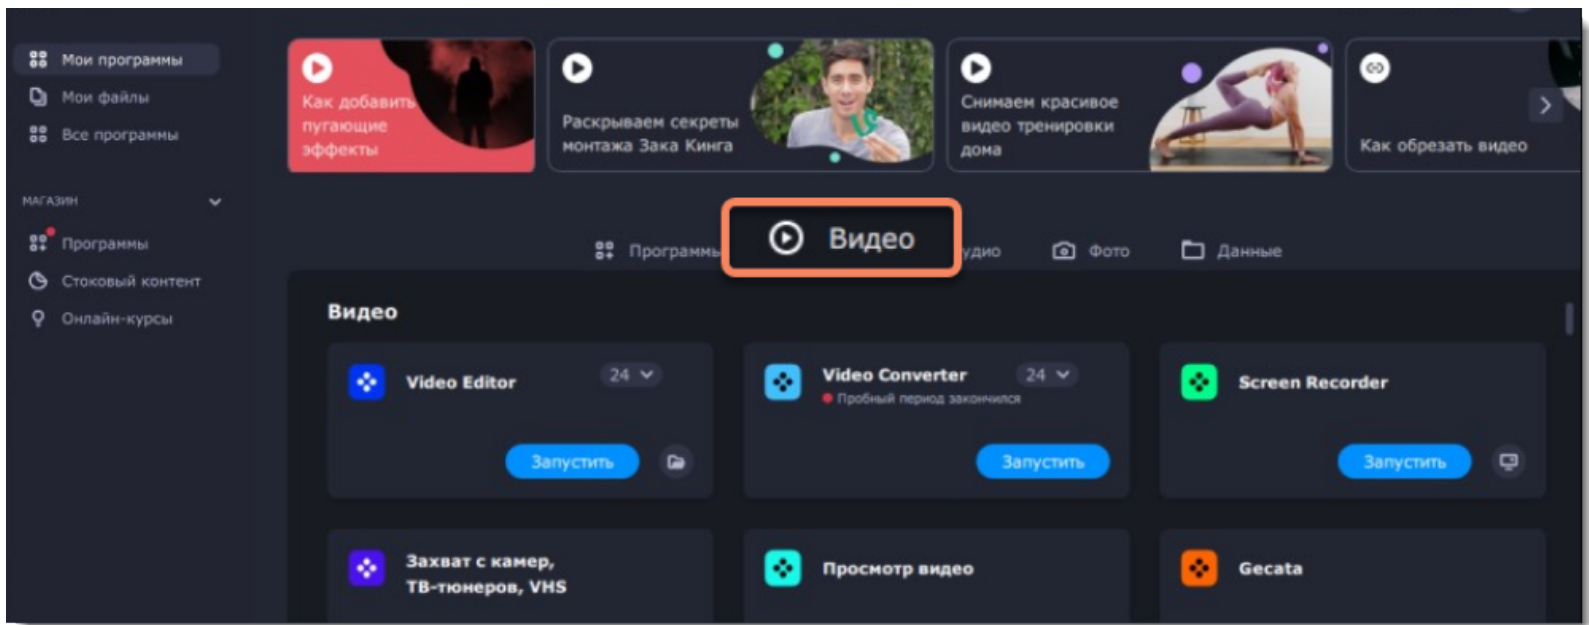 Мои программы
Мои файлы
Все программы
МАГАЗИН
Программы
Стоковый контент
Онлайн-курсы
Как добавить
пугающие
эффекты
Раскрываем секреты
монтажа Зака Кинга
Снимаем красивое
видео тренировки
дома
Как обрезать видео
Программы
Видео
удио
Фото
Данные
Видео
Video Editor
24
Запустить
Video Converter
24
Пробный период закончился
Запустить
Screen Recorder
Запустить
Захват с камер,
ТВ-тюнеров, VHS
Просмотр видео
Gecata